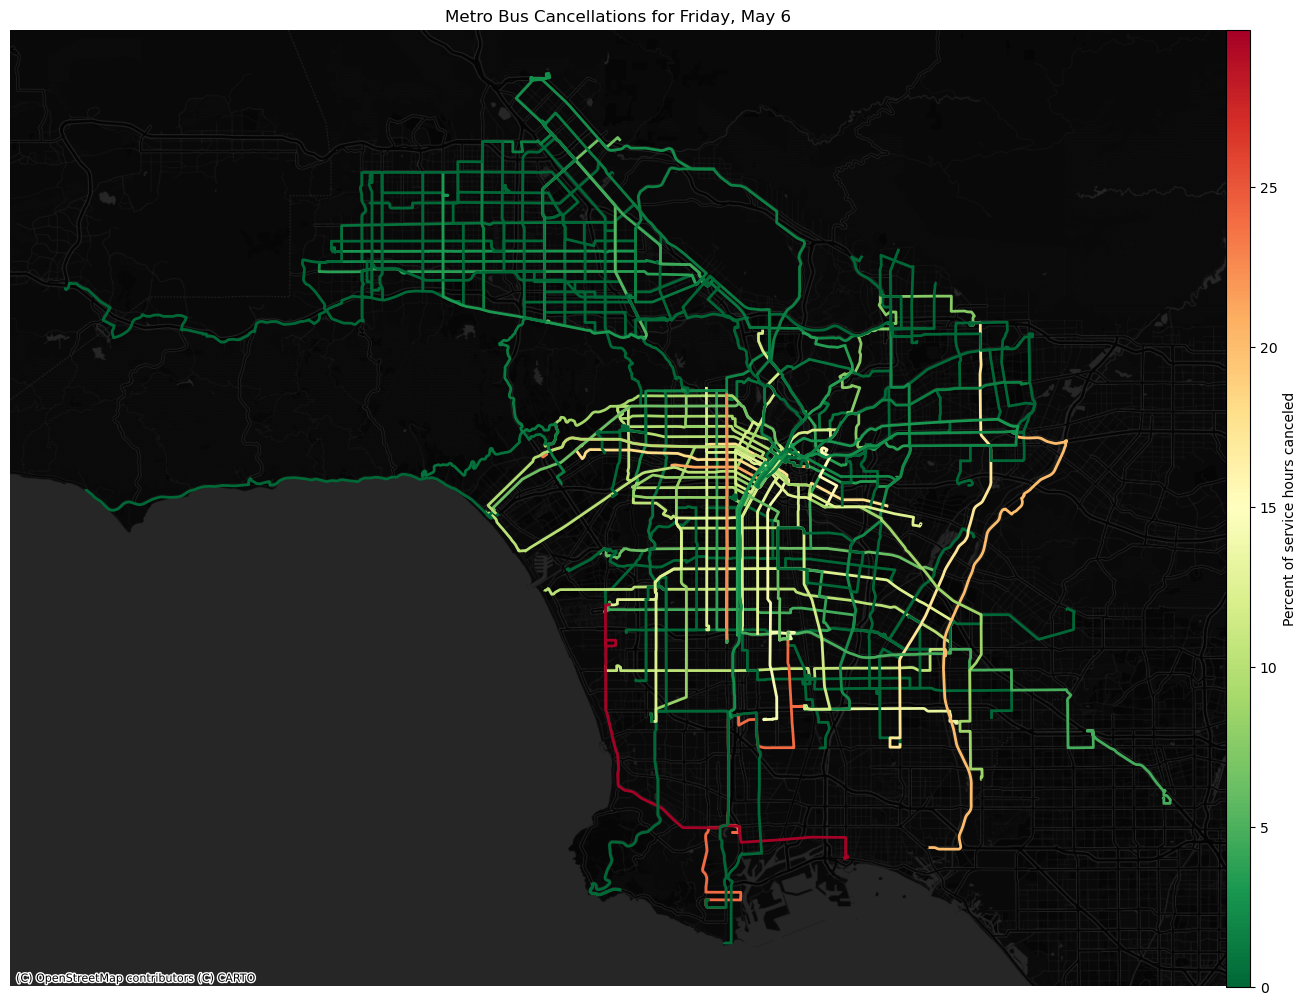 Metro Bus Cancellations for Friday, May 6
25
20
15
10
5
0
Percent of service hours canceled
(C) OpenStreetMap contributors (C) CARTO